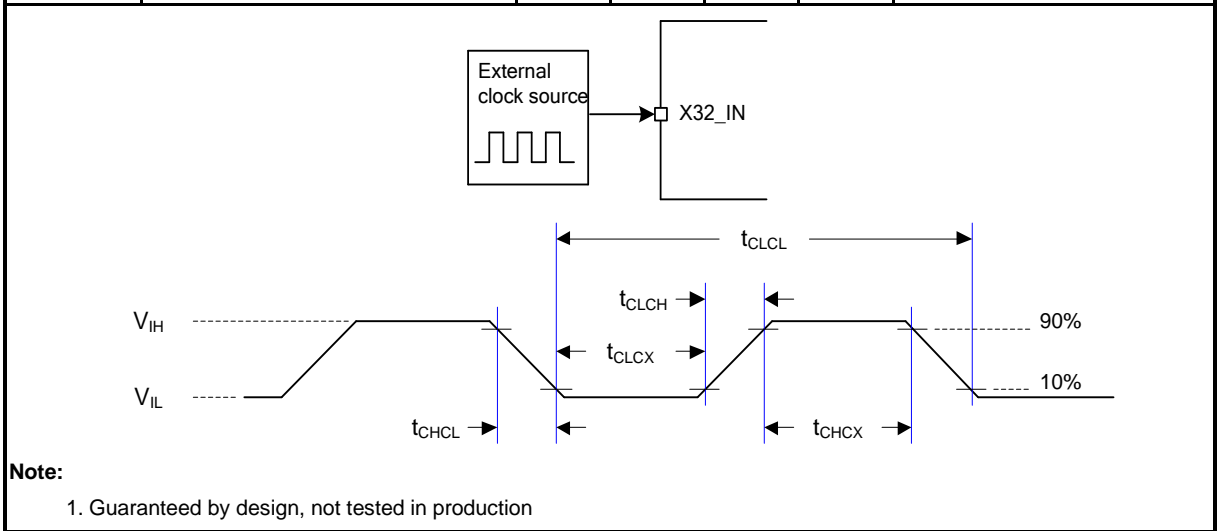 External
clock source
X32_IN
tCLCL
tCLCH
VIH
90%
tCLCX
VIL
10%
tCHCL
tCHCX
Note:
1. Guaranteed by design, not tested in production